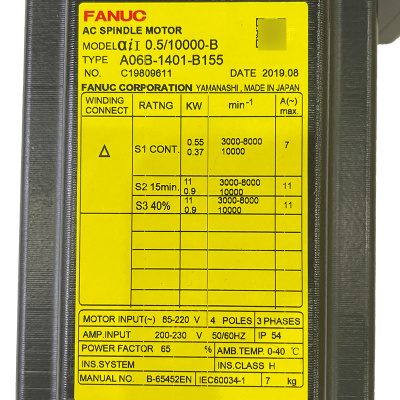 FANUC
AC SPINDLE MOTOR
MODEL αiI 0.5/10000-B
TYPE A06B-1401-B155
NO. C19809611 DATE 2019.08
FANUC CORPORATION YAMANASHI, MADE IN JAPAN
WINDING CONNECT RATNG KW min-1 A(~) max.
Δ S1 CONT. 0.55 3000-8000 7
0.37 10000
S2 15min. 11 3000-8000 11
0.9 10000
S3 40% 11 3000-8000 11
0.9 10000
MOTOR INPUT(~) 85-220 V 4 POLES 3 PHASES
AMP.INPUT 200-230 V 50/60HZ IP 54
POWER FACTOR 65 % AMB.TEMP. 0-40 °C
INS.SYSTEM INS.CLASS H
MANUAL NO. B-65452EN IEC60034-1 7 kg